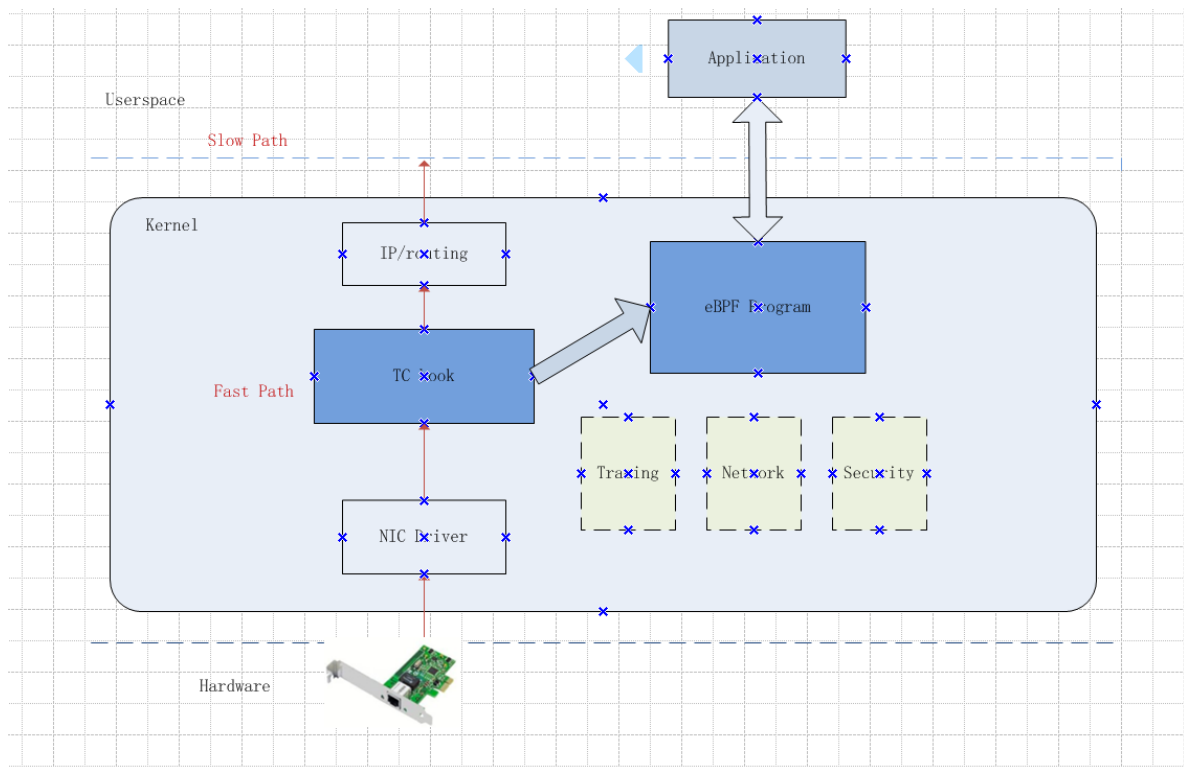 Application
Userspace
Slow Path
Kernel
IP/routing
eBPF Program
TC Hook
Fast Path
Tracing
Network
Security
NIC Driver
Hardware